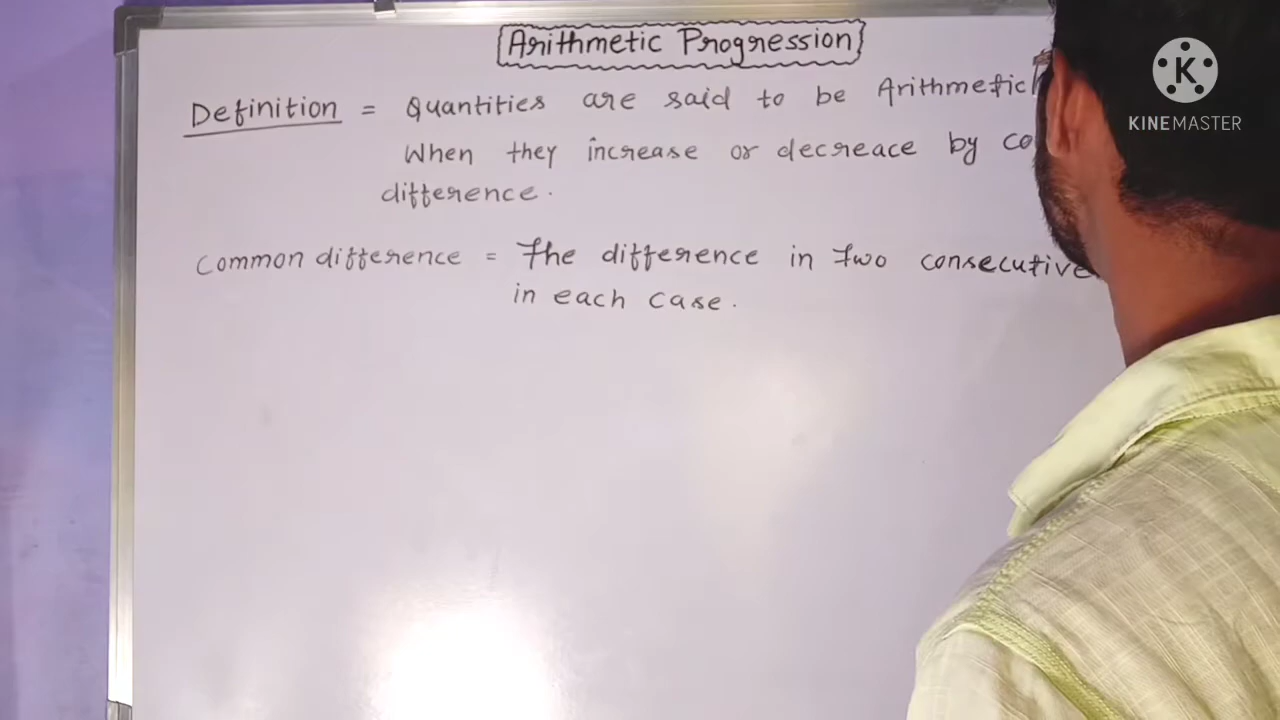 Arithmetic Progression
Definition = Quantities are said to be Arithmetic
When they increase or decreace by
difference.
Common difference = The difference in two consecutive
in each case.
K
KINEMASTER